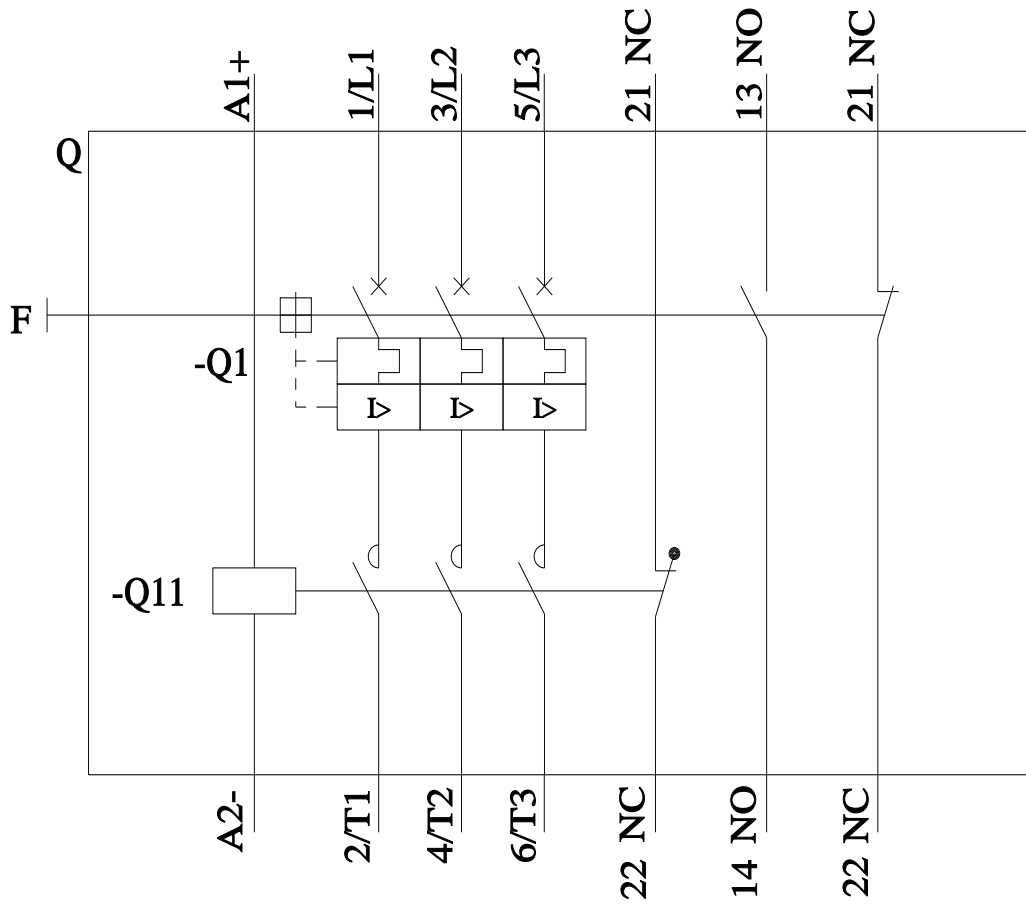 A1+
1/L1
3/L2
5/L3
21 NC
13 NO
21 NC
Q
F
-Q1
I>
I>
I>
-Q11
A2-
2/T1
4/T2
6/T3
22 NC
14 NO
22 NC